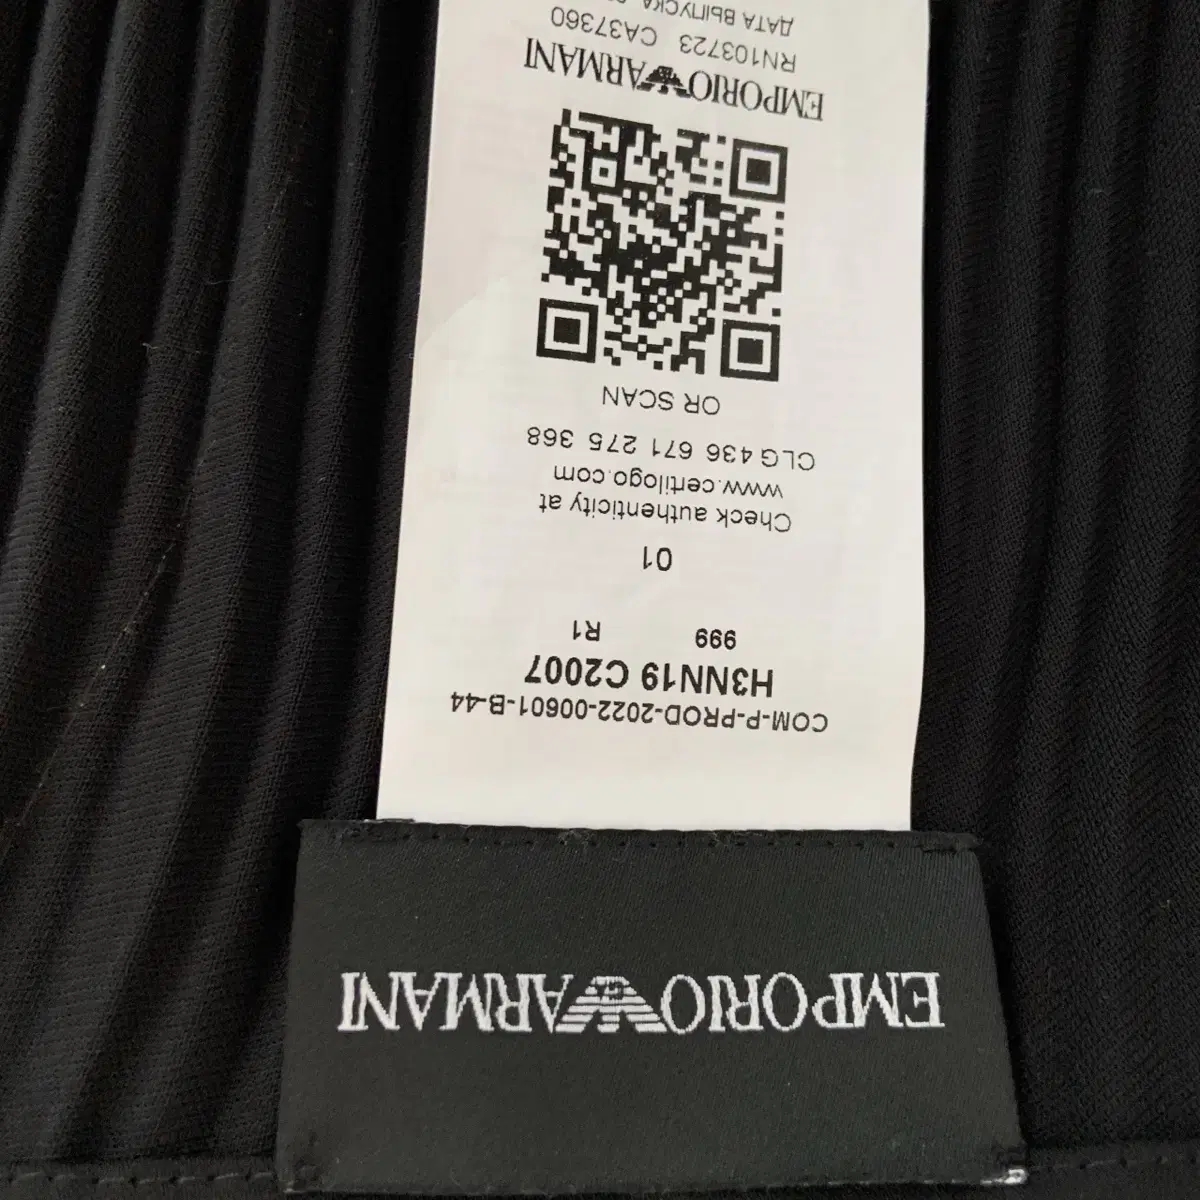 EMPORIO ARMANI
COM-P-PROD-2022-00601-B-44
H3NN19 C2007
999 R1
01
Check authenticity at
www.certilogo.com
CLG 436 671 275 368
OR SCAN
EMPORIO ARMANI
RN103723 CA37360
ДАТА ВЫПУСКА